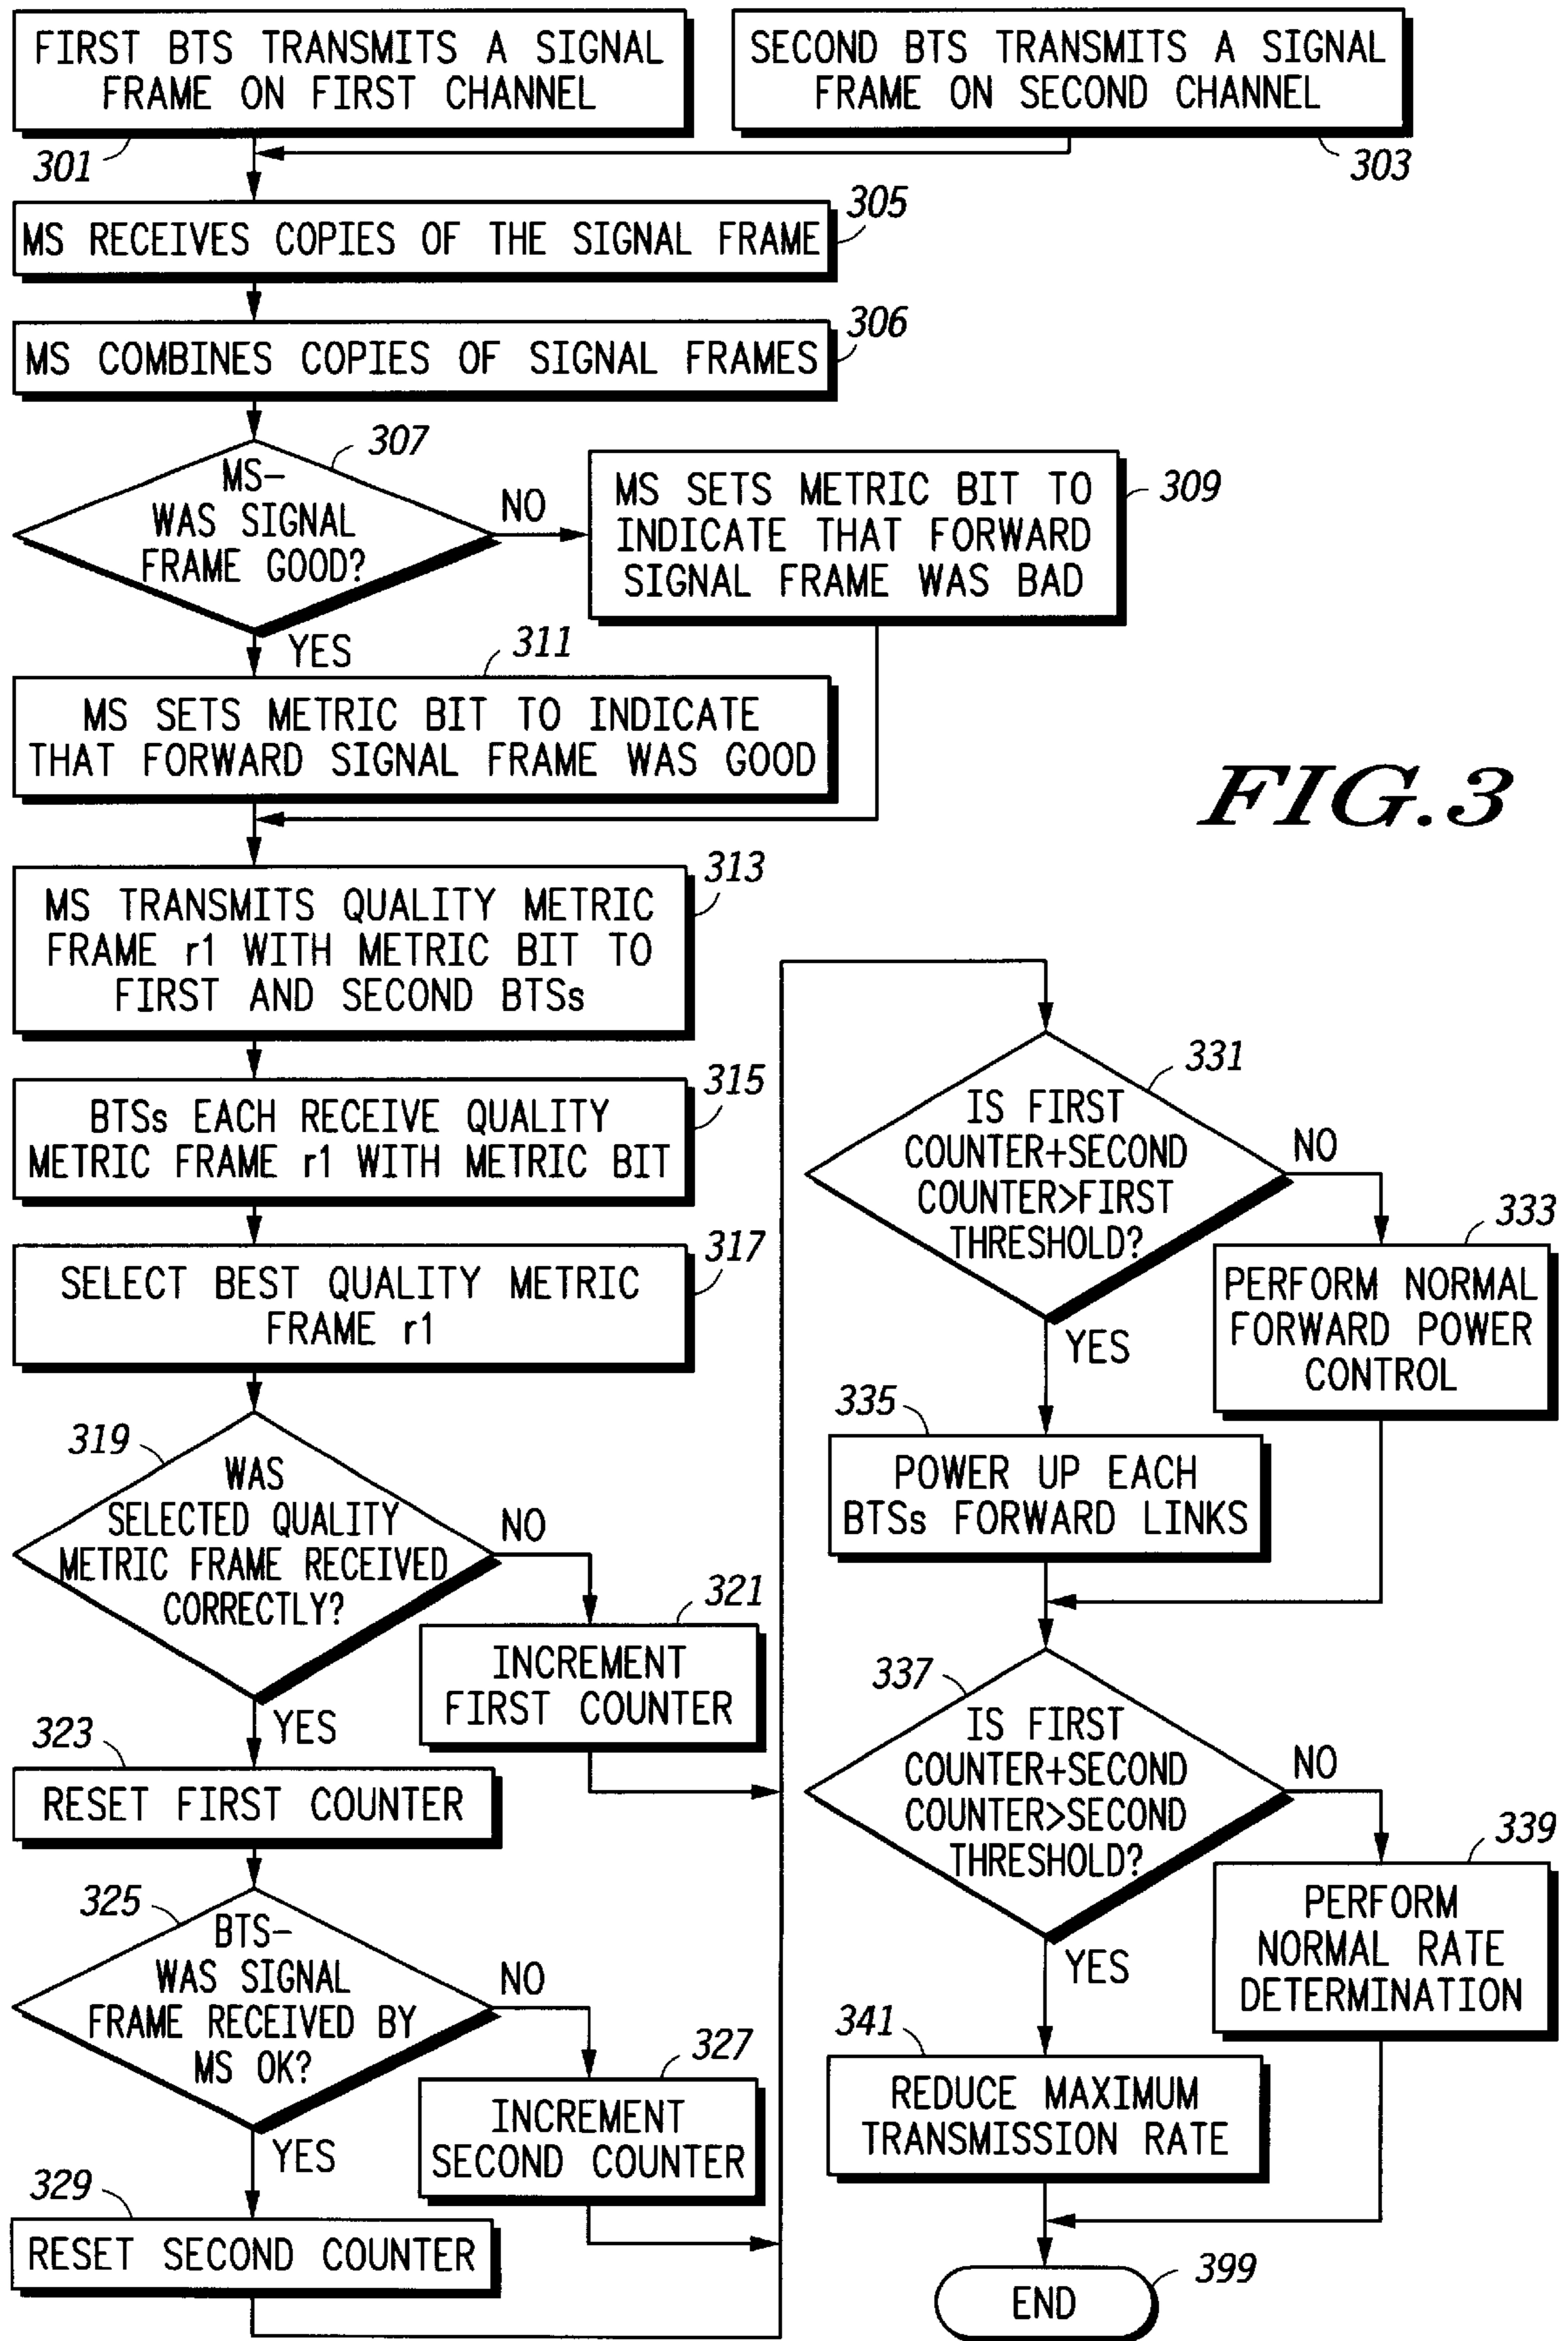 FIRST BTS TRANSMITS A SIGNAL
FRAME ON FIRST CHANNEL
301
SECOND BTS TRANSMITS A SIGNAL
FRAME ON SECOND CHANNEL
303
MS RECEIVES COPIES OF THE SIGNAL FRAME
305
MS COMBINES COPIES OF SIGNAL FRAMES
306
307
MS-
WAS SIGNAL
FRAME GOOD?
NO
YES
MS SETS METRIC BIT TO
INDICATE THAT FORWARD
SIGNAL FRAME WAS BAD
309
311
MS SETS METRIC BIT TO INDICATE
THAT FORWARD SIGNAL FRAME WAS GOOD
FIG.3
313
MS TRANSMITS QUALITY METRIC
FRAME r1 WITH METRIC BIT TO
FIRST AND SECOND BTSs
315
BTSs EACH RECEIVE QUALITY
METRIC FRAME r1 WITH METRIC BIT
317
SELECT BEST QUALITY METRIC
FRAME r1
319
WAS
SELECTED QUALITY
METRIC FRAME RECEIVED
CORRECTLY?
NO
YES
321
INCREMENT
FIRST COUNTER
323
RESET FIRST COUNTER
325
BTS-
WAS SIGNAL
FRAME RECEIVED BY
MS OK?
NO
YES
327
INCREMENT
SECOND COUNTER
329
RESET SECOND COUNTER
331
IS FIRST
COUNTER+SECOND
COUNTER>FIRST
THRESHOLD?
NO
YES
333
PERFORM NORMAL
FORWARD POWER
CONTROL
335
POWER UP EACH
BTSs FORWARD LINKS
337
IS FIRST
COUNTER+SECOND
COUNTER>SECOND
THRESHOLD?
NO
YES
339
PERFORM
NORMAL RATE
DETERMINATION
341
REDUCE MAXIMUM
TRANSMISSION RATE
END
399